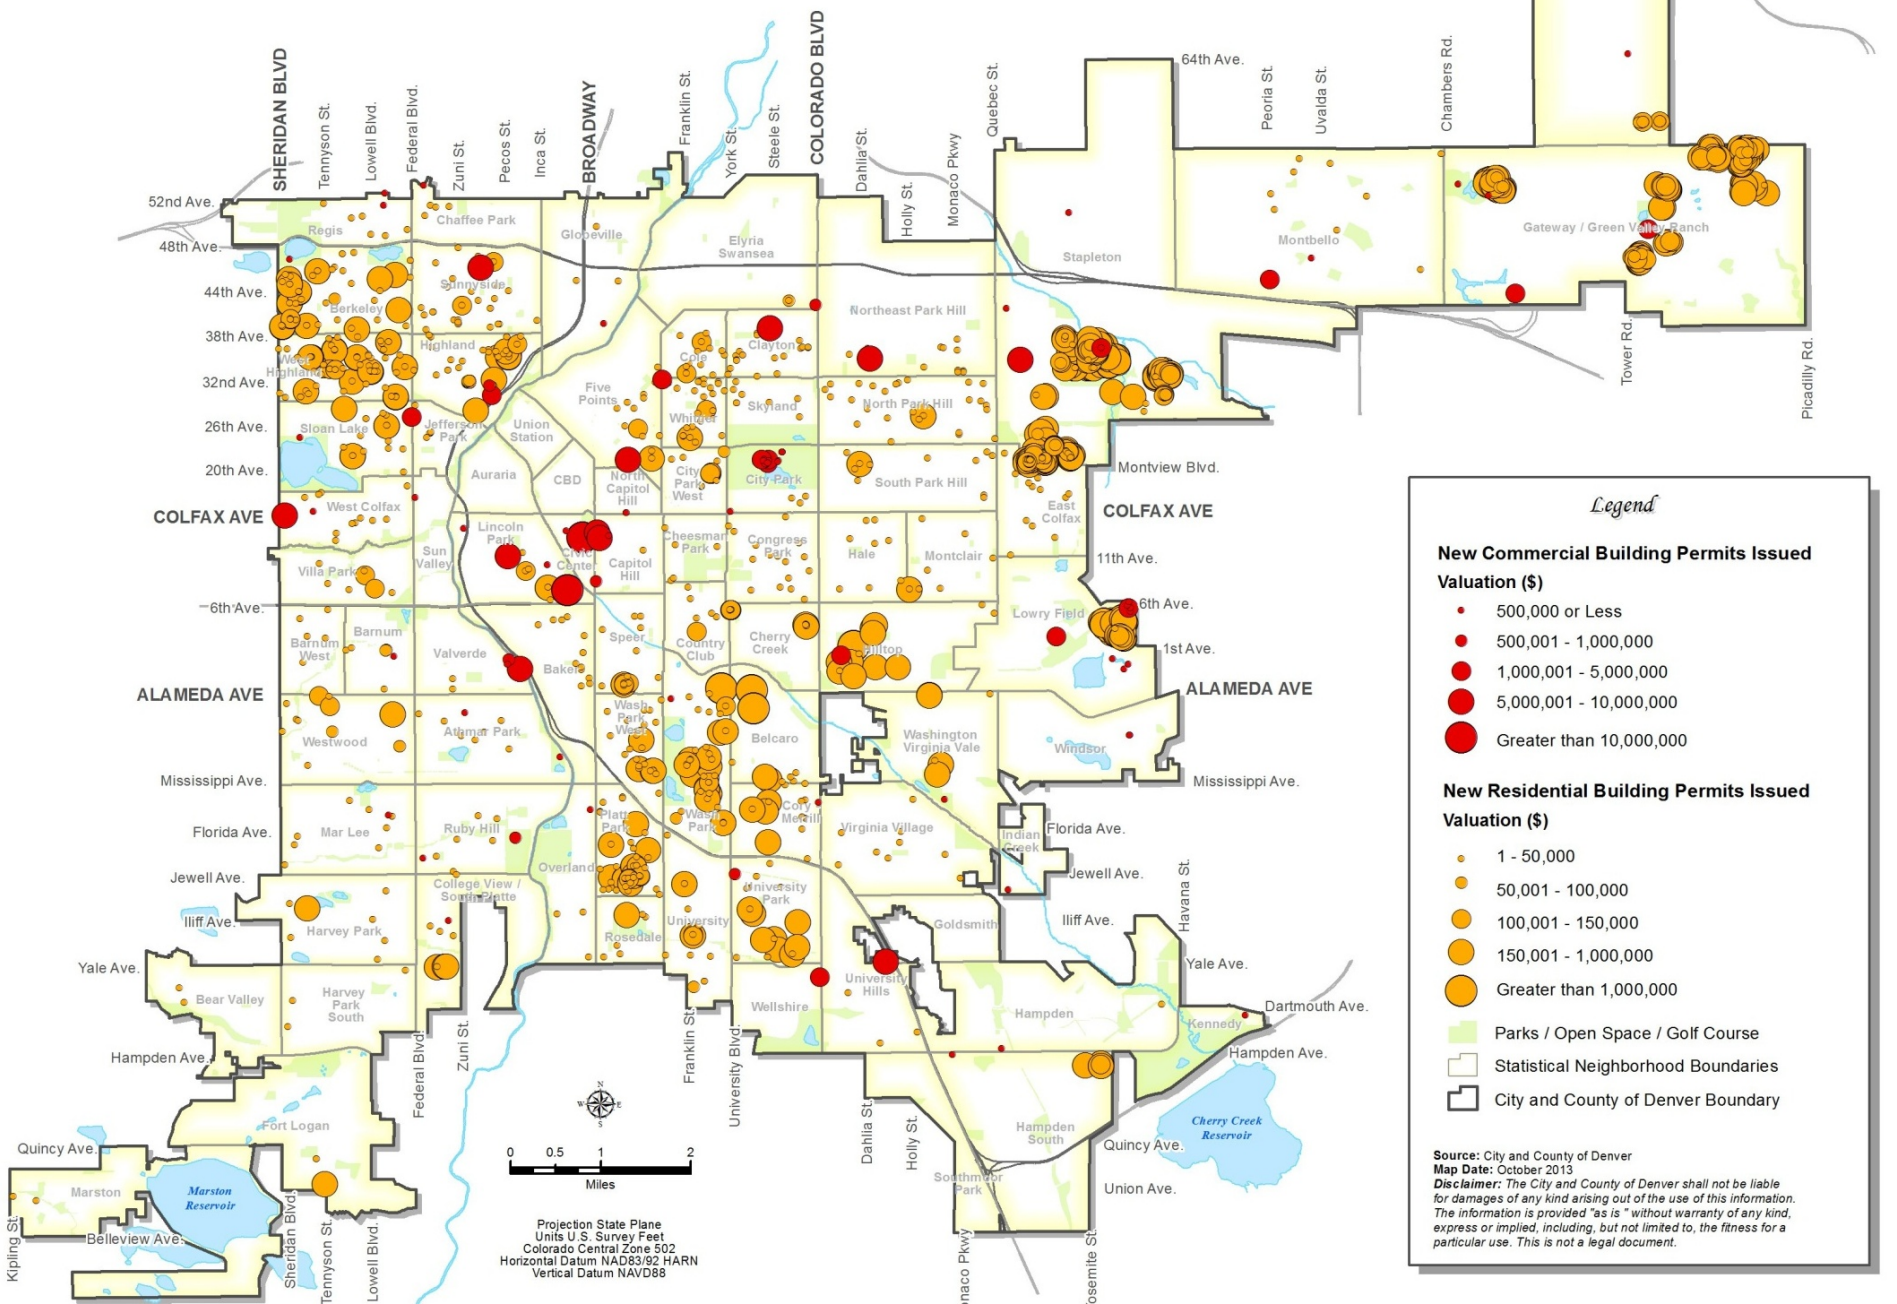 64th Ave.
SHERIDAN BLVD
Tennyson St.
Lowell Blvd.
Federal Blvd.
Zuni St.
Pecos St.
Inca St.
BROADWAY
Franklin St.
York St.
Steele St.
COLORADO BLVD
Dahlia St.
Holly St.
Monaco Pkwy
Quebec St.
Peoria St.
Uvalda St.
Chambers Rd.
Tower Rd.
Picadilly Rd.
52nd Ave.
48th Ave.
44th Ave.
38th Ave.
32nd Ave.
26th Ave.
20th Ave.
COLFAX AVE
6th Ave.
ALAMEDA AVE
Mississippi Ave.
Florida Ave.
Jewell Ave.
Iliff Ave.
Yale Ave.
Hampden Ave.
Quincy Ave.
Belleview Ave.
Kipling St.
Sheridan Blvd.
Tennyson St.
Lowell Blvd.
Federal Blvd.
Zuni St.
Franklin St.
University Blvd.
Dahlia St.
Holly St.
onaco Pkwy
osemite St.
Montview Blvd.
COLFAX AVE
11th Ave.
6th Ave.
1st Ave.
ALAMEDA AVE
Mississippi Ave.
Florida Ave.
Jewell Ave.
Iliff Ave.
Havana St.
Yale Ave.
Dartmouth Ave.
Hampden Ave.
Quincy Ave.
Union Ave.
Regis
Chaffee Park
Globeville
Elyria
Swansea
Stapleton
Montbello
Gateway / Green Valley Ranch
Berkeley
Sunnyside
West
Highland
Highland
Five
Points
Cole
Clayton
Northeast Park Hill
Skyland
North Park Hill
Whittier
Sloan Lake
Jefferson
Park
Union
Station
Auraria
CBD
North
Capitol
Hill
City
Park
West
City Park
South Park Hill
East
Colfax
West Colfax
Lincoln
Park
Civic
Center
Capitol
Hill
Cheesman
Park
Congress
Park
Hale
Montclair
Sun
Valley
Villa Park
Barnum
West
Barnum
Valverde
Baker
Speer
Country
Club
Cherry
Creek
Hilltop
Lowry Field
Westwood
Athmar Park
Wash
Park
West
Belcaro
Washington
Virginia Vale
Windsor
Mar Lee
Ruby Hill
Platt
Park
Wash
Park
Cory
Merrill
Virginia Village
Indian
Creek
Overland
College View /
South Platte
Harvey Park
Rosedale
University
University
Park
Goldsmith
Bear Valley
Harvey
Park
South
Wellshire
University
Hills
Hampden
Kennedy
Fort Logan
Hampden
South
Southmoor
Park
Marston
Marston
Reservoir
Cherry Creek
Reservoir
N
W
E
S
0 0.5 1 2
Miles
Projection State Plane
Units U.S. Survey Feet
Colorado Central Zone 502
Horizontal Datum NAD83/92 HARN
Vertical Datum NAVD88
Legend
New Commercial Building Permits Issued
Valuation ($)
500,000 or Less
500,001 - 1,000,000
1,000,001 - 5,000,000
5,000,001 - 10,000,000
Greater than 10,000,000
New Residential Building Permits Issued
Valuation ($)
1 - 50,000
50,001 - 100,000
100,001 - 150,000
150,001 - 1,000,000
Greater than 1,000,000
Parks / Open Space / Golf Course
Statistical Neighborhood Boundaries
City and County of Denver Boundary
Source: City and County of Denver
Map Date: October 2013
Disclaimer: The City and County of Denver shall not be liable
for damages of any kind arising out of the use of this information.
The information is provided "as is " without warranty of any kind,
express or implied, including, but not limited to, the fitness for a
particular use. This is not a legal document.